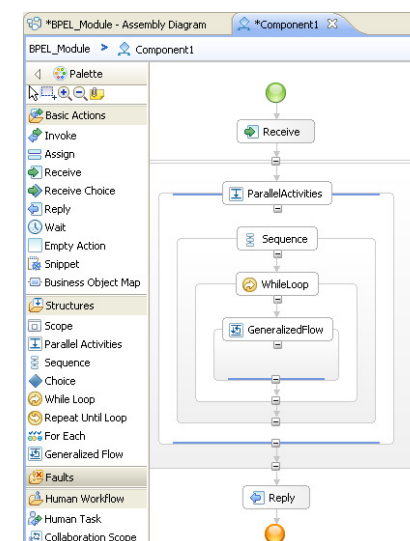 *BPEL_Module - Assembly Diagram
*Component1
BPEL_Module > Component1
Palette
Basic Actions
Invoke
Assign
Receive
Receive Choice
Reply
Wait
Empty Action
Snippet
Business Object Map
Structures
Scope
Parallel Activities
Sequence
Choice
While Loop
Repeat Until Loop
For Each
Generalized Flow
Faults
Human Workflow
Human Task
Collaboration Scope
Receive
ParallelActivities
Sequence
WhileLoop
GeneralizedFlow
Reply